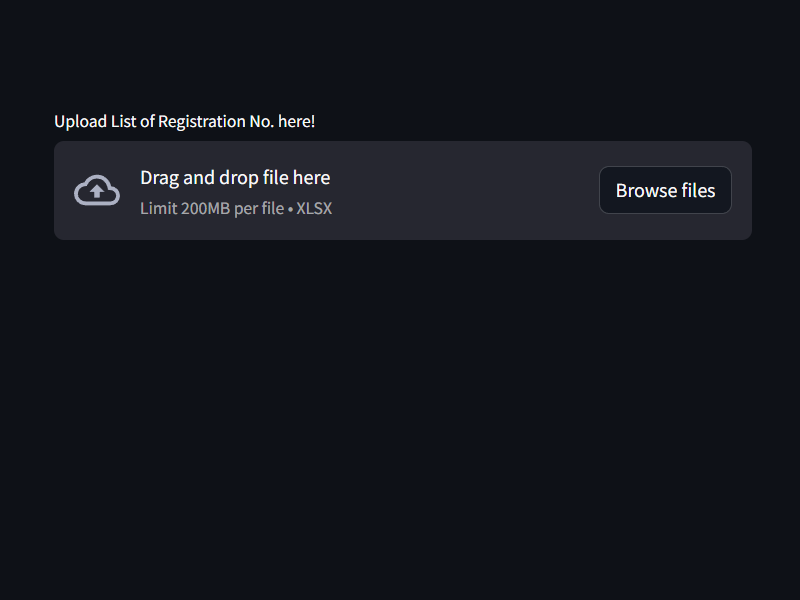 Upload List of Registration No. here!
Drag and drop file here
Limit 200MB per file • XLSX
Browse files